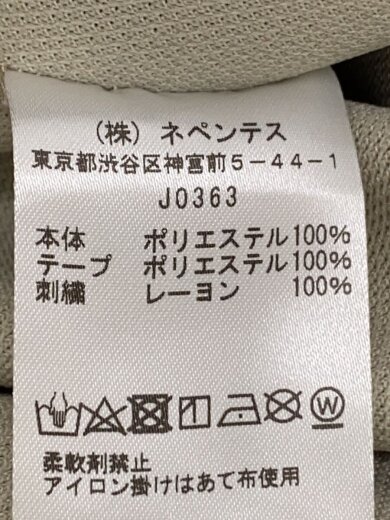 (株) ネペンテス
東京都渋谷区神宮前5-44-1
J0363
本体 ポリエステル100%
テープ ポリエステル100%
刺繍 レーヨン 100%
W
柔軟剤禁止
アイロン掛けはあて布使用